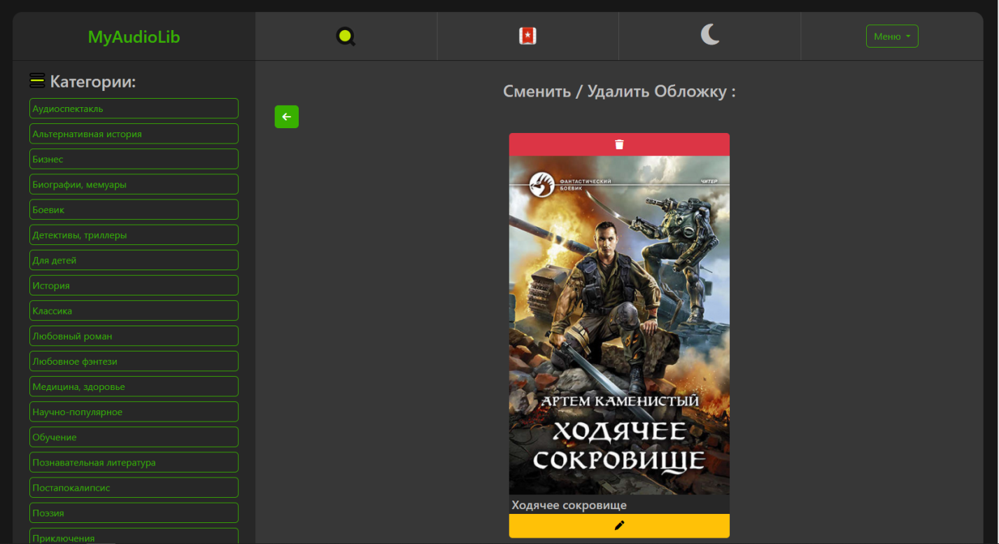 MyAudioLib
Меню
Категории:
Аудиоспектакль
Альтернативная история
Бизнес
Биографии, мемуары
Боевик
Детективы, триллеры
Для детей
История
Классика
Любовный роман
Любовное фэнтези
Медицина, здоровье
Научно-популярное
Обучение
Познавательная литература
Постапокалипсис
Поэзия
Приключения
Сменить / Удалить Обложку :
ФАНТАСТИЧЕСКИЙ
БОЕВИК
ЧИТЕР
АРТЕМ КАМЕНИСТЫЙ
ХОДЯЧЕЕ
СОКРОВИЩЕ
Ходячее сокровище